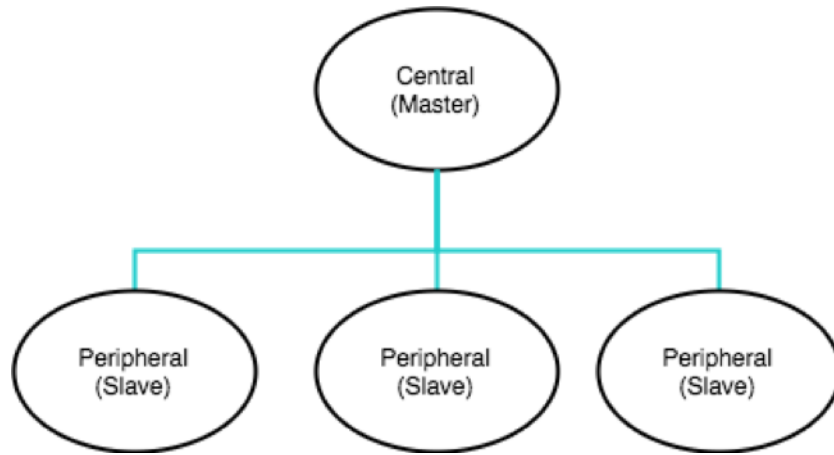 Central
(Master)
Peripheral
(Slave)
Peripheral
(Slave)
Peripheral
(Slave)